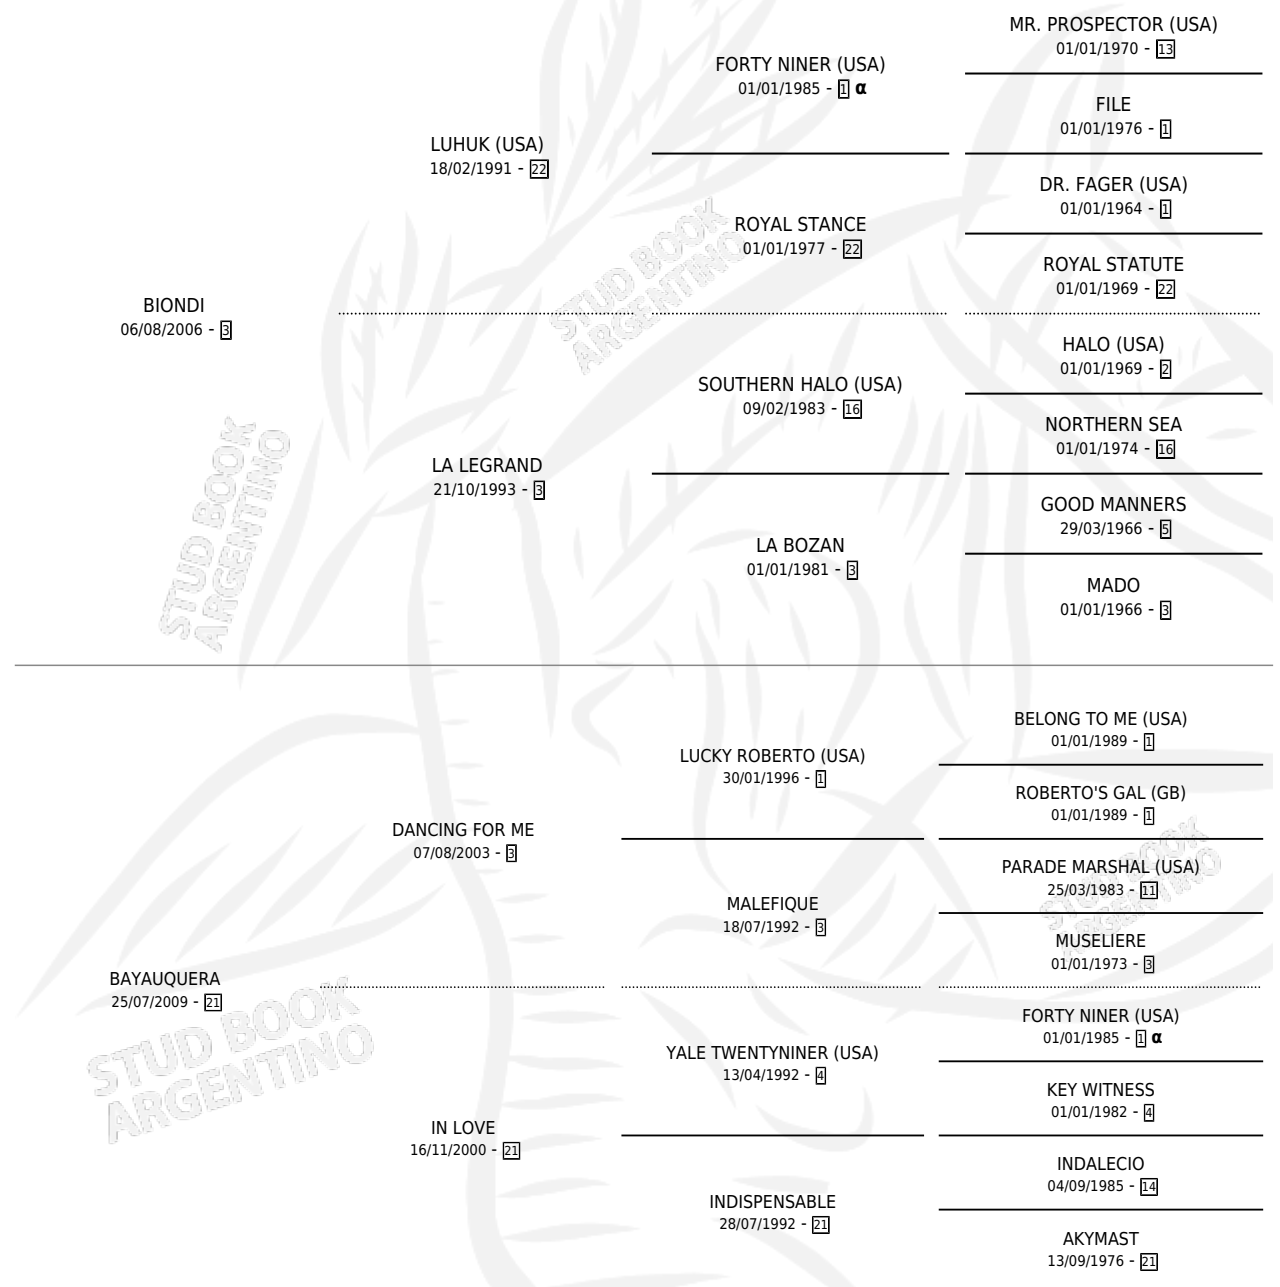 MR. PROSPECTOR (USA)
01/01/1970 - 13
FORTY NINER (USA)
01/01/1985 - 1 α
FILE
01/01/1976 - 1
LUHUK (USA)
18/02/1991 - 22
DR. FAGER (USA)
01/01/1964 - 1
ROYAL STANCE
01/01/1977 - 22
ROYAL STATUTE
01/01/1969 - 22
BIONDI
06/08/2006 - 3
STUD BOOK
ARGENTINO
HALO (USA)
01/01/1969 - 2
SOUTHERN HALO (USA)
09/02/1983 - 16
NORTHERN SEA
01/01/1974 - 16
LA LEGRAND
21/10/1993 - 3
GOOD MANNERS
29/03/1966 - 5
LA BOZAN
01/01/1981 - 3
MADO
01/01/1966 - 3
STUD BOOK
ARGENTINO
BELONG TO ME (USA)
01/01/1989 - 1
LUCKY ROBERTO (USA)
30/01/1996 - 1
ROBERTO'S GAL (GB)
01/01/1989 - 1
DANCING FOR ME
07/08/2003 - 3
PARADE MARSHAL (USA)
25/03/1983 - 11
MALEFIQUE
18/07/1992 - 3
STUD BOOK
ARGENTINO
MUSELIERE
01/01/1973 - 3
BAYAUQUERA
25/07/2009 - 21
STUD BOOK
ARGENTINO
FORTY NINER (USA)
01/01/1985 - 1 α
YALE TWENTYNINER (USA)
13/04/1992 - 4
KEY WITNESS
01/01/1982 - 4
IN LOVE
16/11/2000 - 21
INDALECIO
04/09/1985 - 14
INDISPENSABLE
28/07/1992 - 21
AKYMAST
13/09/1976 - 21